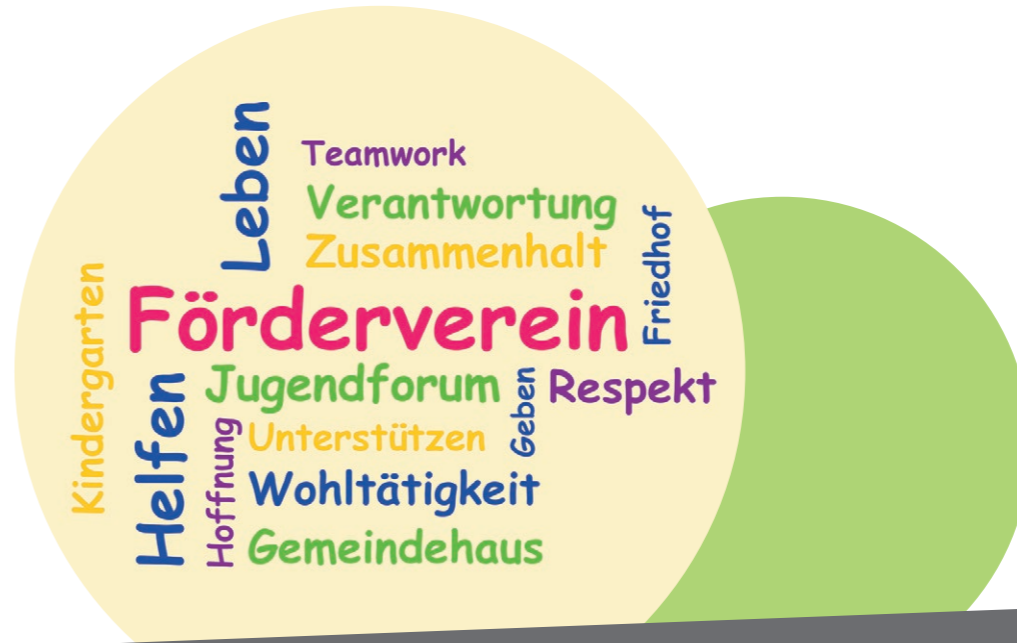 Leben
Teamwork
Verantwortung
Zusammenhalt
Friedhof
Kindergarten
Förderverein
Helfen
Jugendforum
Geben
Respekt
Hoffnung
Unterstützen
Wohltätigkeit
Gemeindehaus